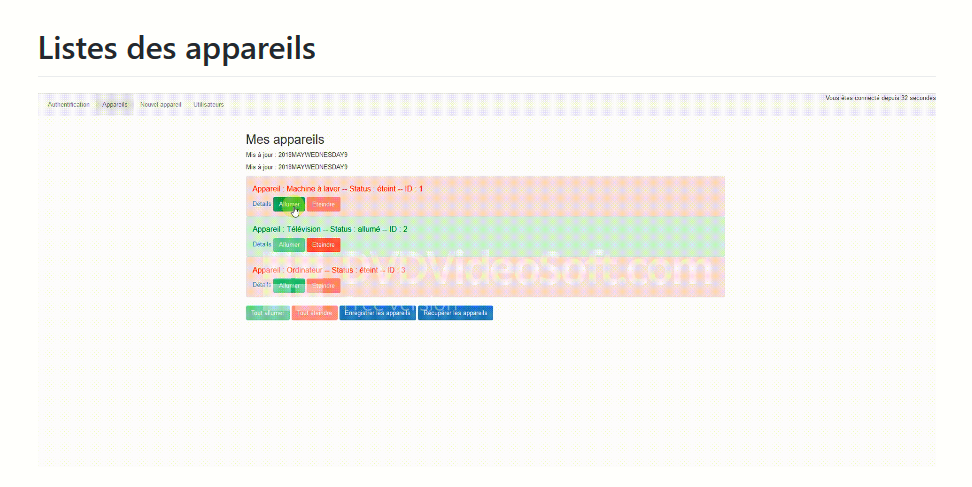 Listes des appareils
Authentification Appareils Nouvel appareil Utilisateurs
Vous êtes connecté depuis 32 secondes
Mes appareils
Mis à jour : 2018MAYWEDNESDAY9
Mis à jour : 2018MAYWEDNESDAY9
Appareil : Machine à laver -- Status : éteint -- ID : 1
Détails Allumer Eteindre
Appareil : Télévision -- Status : allumé -- ID : 2
Détails Allumer Eteindre
Appareil : Ordinateur -- Status : éteint -- ID : 3
DVDVideoSoft.com
Détails Allumer Eteindre
Free version
Tout allumer Tout éteindre Enregistrer les appareils Récupérer les appareils